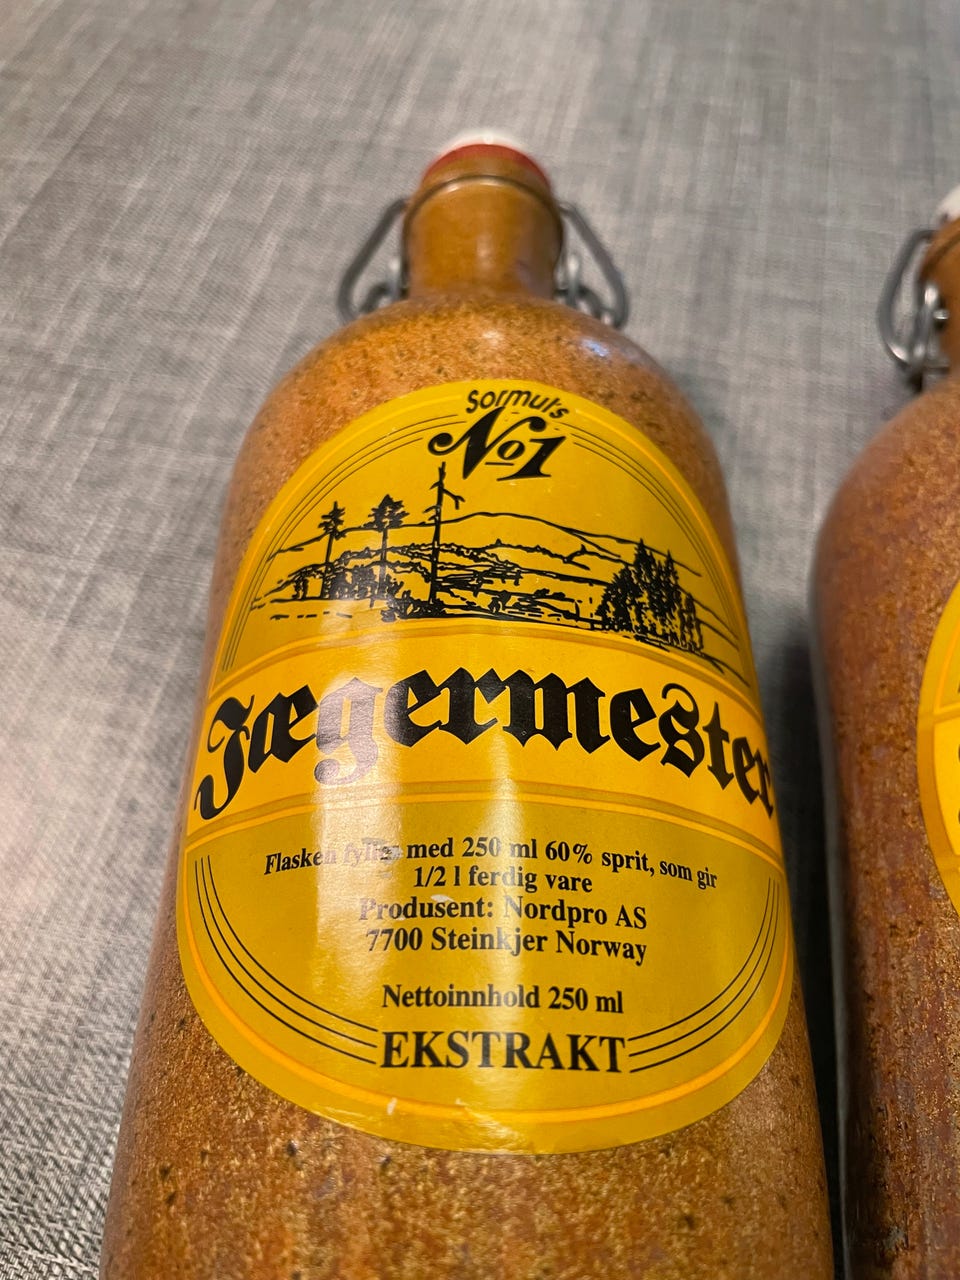 Sormut's
No1
Jægermester
Flasken fylles med 250 ml 60% sprit, som gir
1/2 l ferdig vare
Produsent: Nordpro AS
7700 Steinkjer Norway
Nettoinnhold 250 ml
EKSTRAKT